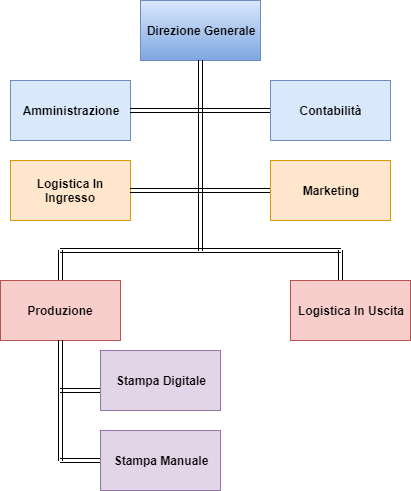 Direzione Generale
Amministrazione
Contabilità
Logistica In
Ingresso
Marketing
Produzione
Logistica In Uscita
Stampa Digitale
Stampa Manuale